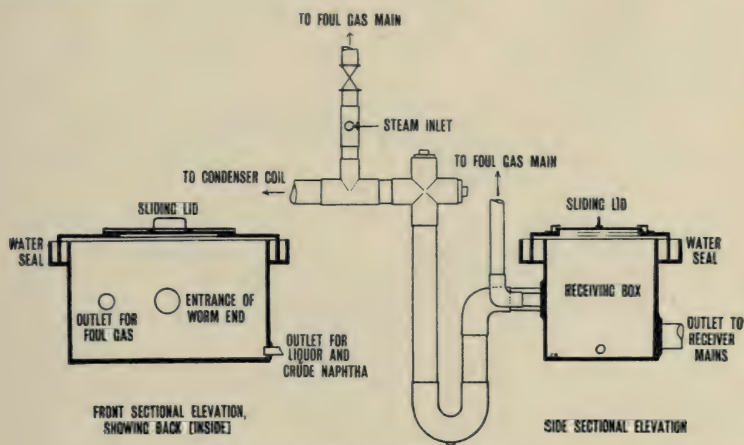 TO FOUL GAS MAIN
STEAM INLET
TO CONDENSER COIL
TO FOUL GAS MAIN
SLIDING LID
WATER
SEAL
OUTLET FOR
FOUL GAS
ENTRANCE OF
WORM END
OUTLET FOR
LIQUOR AND
CRUDE NAPHTHA
FRONT SECTIONAL ELEVATION,
SHOWING BACK [INSIDE]
SLIDING LID
WATER
SEAL
RECEIVING BOX
OUTLET TO
RECEIVER
MAINS
SIDE SECTIONAL ELEVATION